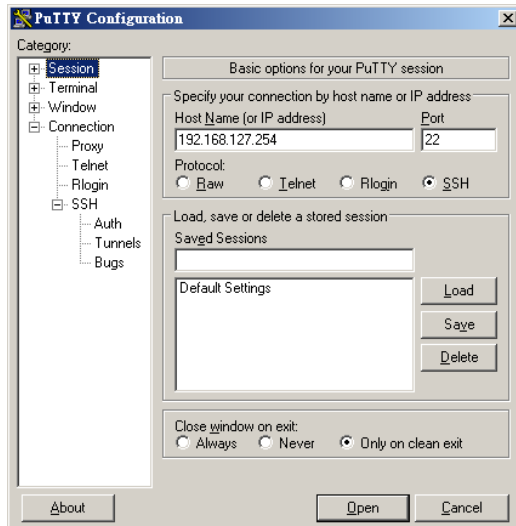 PuTTY Configuration
Category:
Session
Terminal
Window
Connection
Proxy
Telnet
Rlogin
SSH
Auth
Tunnels
Bugs
Basic options for your PuTTY session
Specify your connection by host name or IP address
Host Name (or IP address) Port
192.168.127.254 22
Protocol:
Raw Telnet Rlogin SSH
Load, save or delete a stored session
Saved Sessions
Default Settings
Load
Save
Delete
Close window on exit:
Always Never Only on clean exit
About Open Cancel